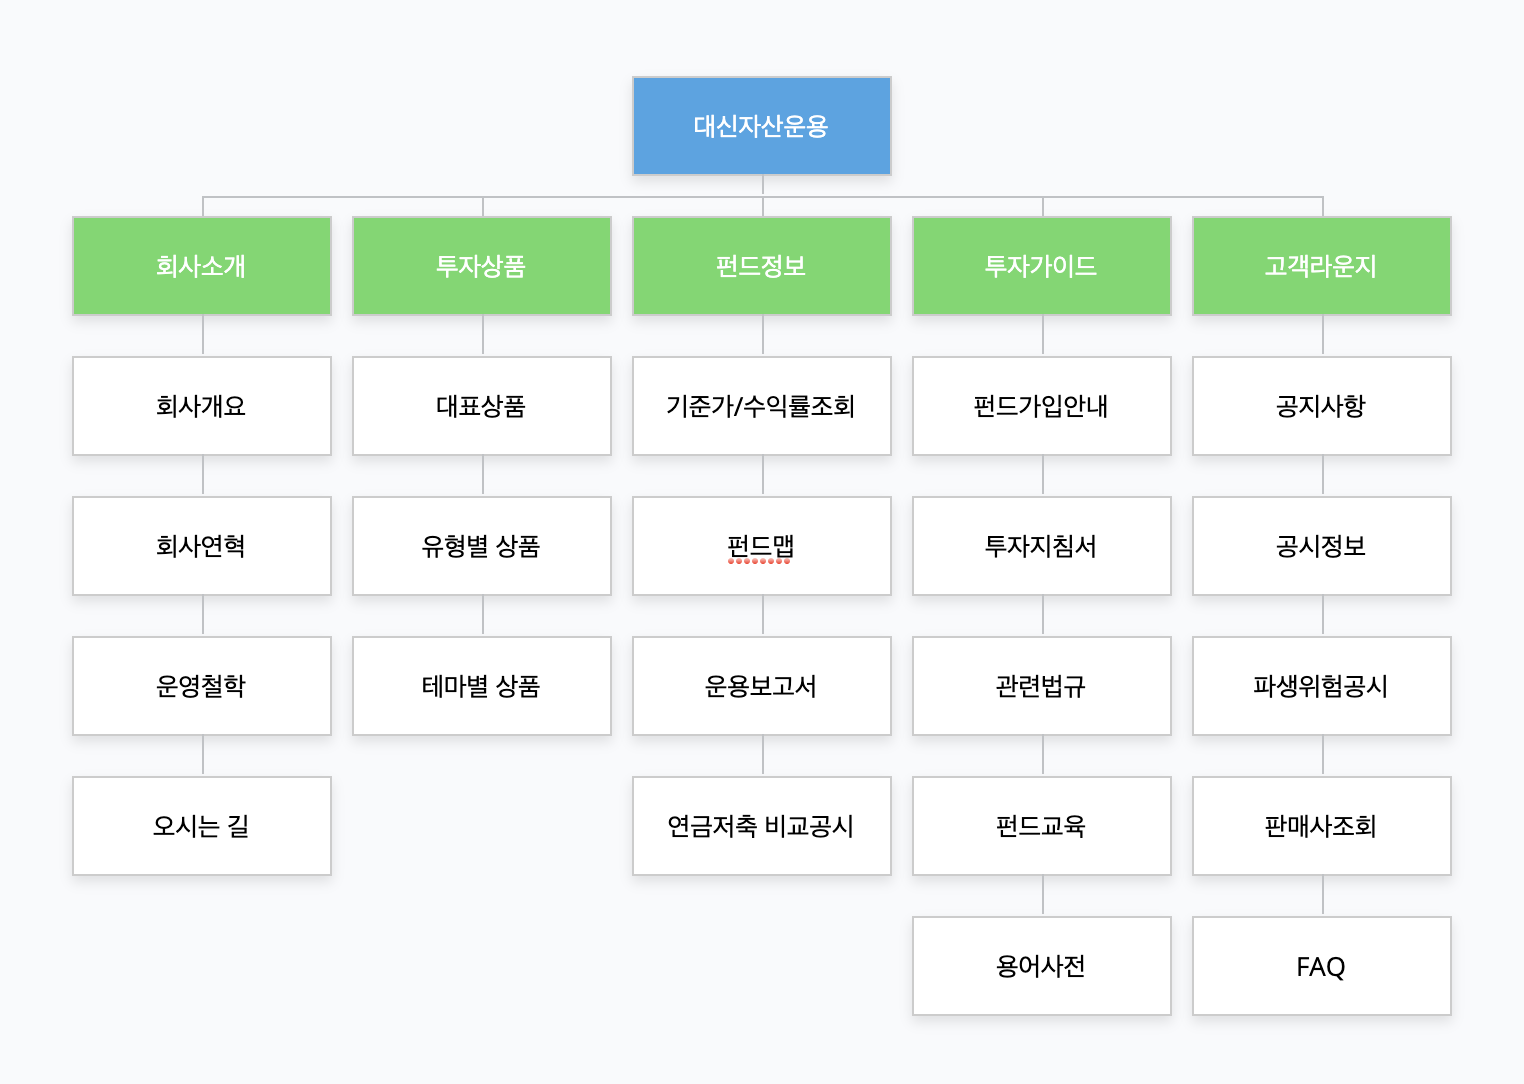 대신자산운용
회사소개
투자상품
펀드정보
투자가이드
고객라운지
회사개요
대표상품
기준가/수익률조회
펀드가입안내
공지사항
회사연혁
유형별 상품
펀드맵
투자지침서
공시정보
운영철학
테마별 상품
운용보고서
관련법규
파생위험공시
오시는 길
연금저축 비교공시
펀드교육
판매사조회
용어사전
FAQ